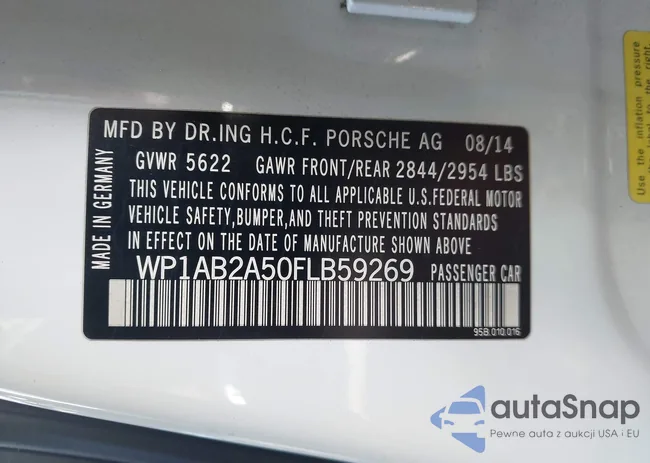 MFD BY DR.ING H.C.F. PORSCHE AG 08/14
GVWR 5622 GAWR FRONT/REAR 2844/2954 LBS
THIS VEHICLE CONFORMS TO ALL APPLICABLE U.S.FEDERAL MOTOR
VEHICLE SAFETY,BUMPER,AND THEFT PREVENTION STANDARDS
IN EFFECT ON THE DATE OF MANUFACTURE SHOWN ABOVE.
WP1AB2A50FLB59269 PASSENGER CAR
95B.010.016
MADE IN GERMANY
Use the inflation pressure
autoSnap
Pewne auta z aukcji USA i EU